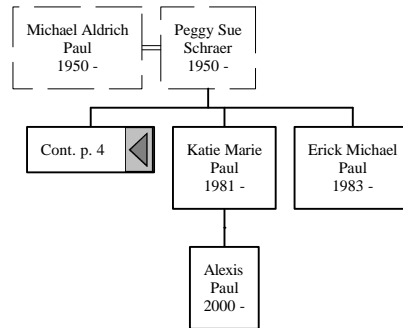 Michael Aldrich
Paul
1950 -
Peggy Sue
Schraer
1950 -
Cont. p. 4
Katie Marie
Paul
1981 -
Erick Michael
Paul
1983 -
Alexis
Paul
2000 -